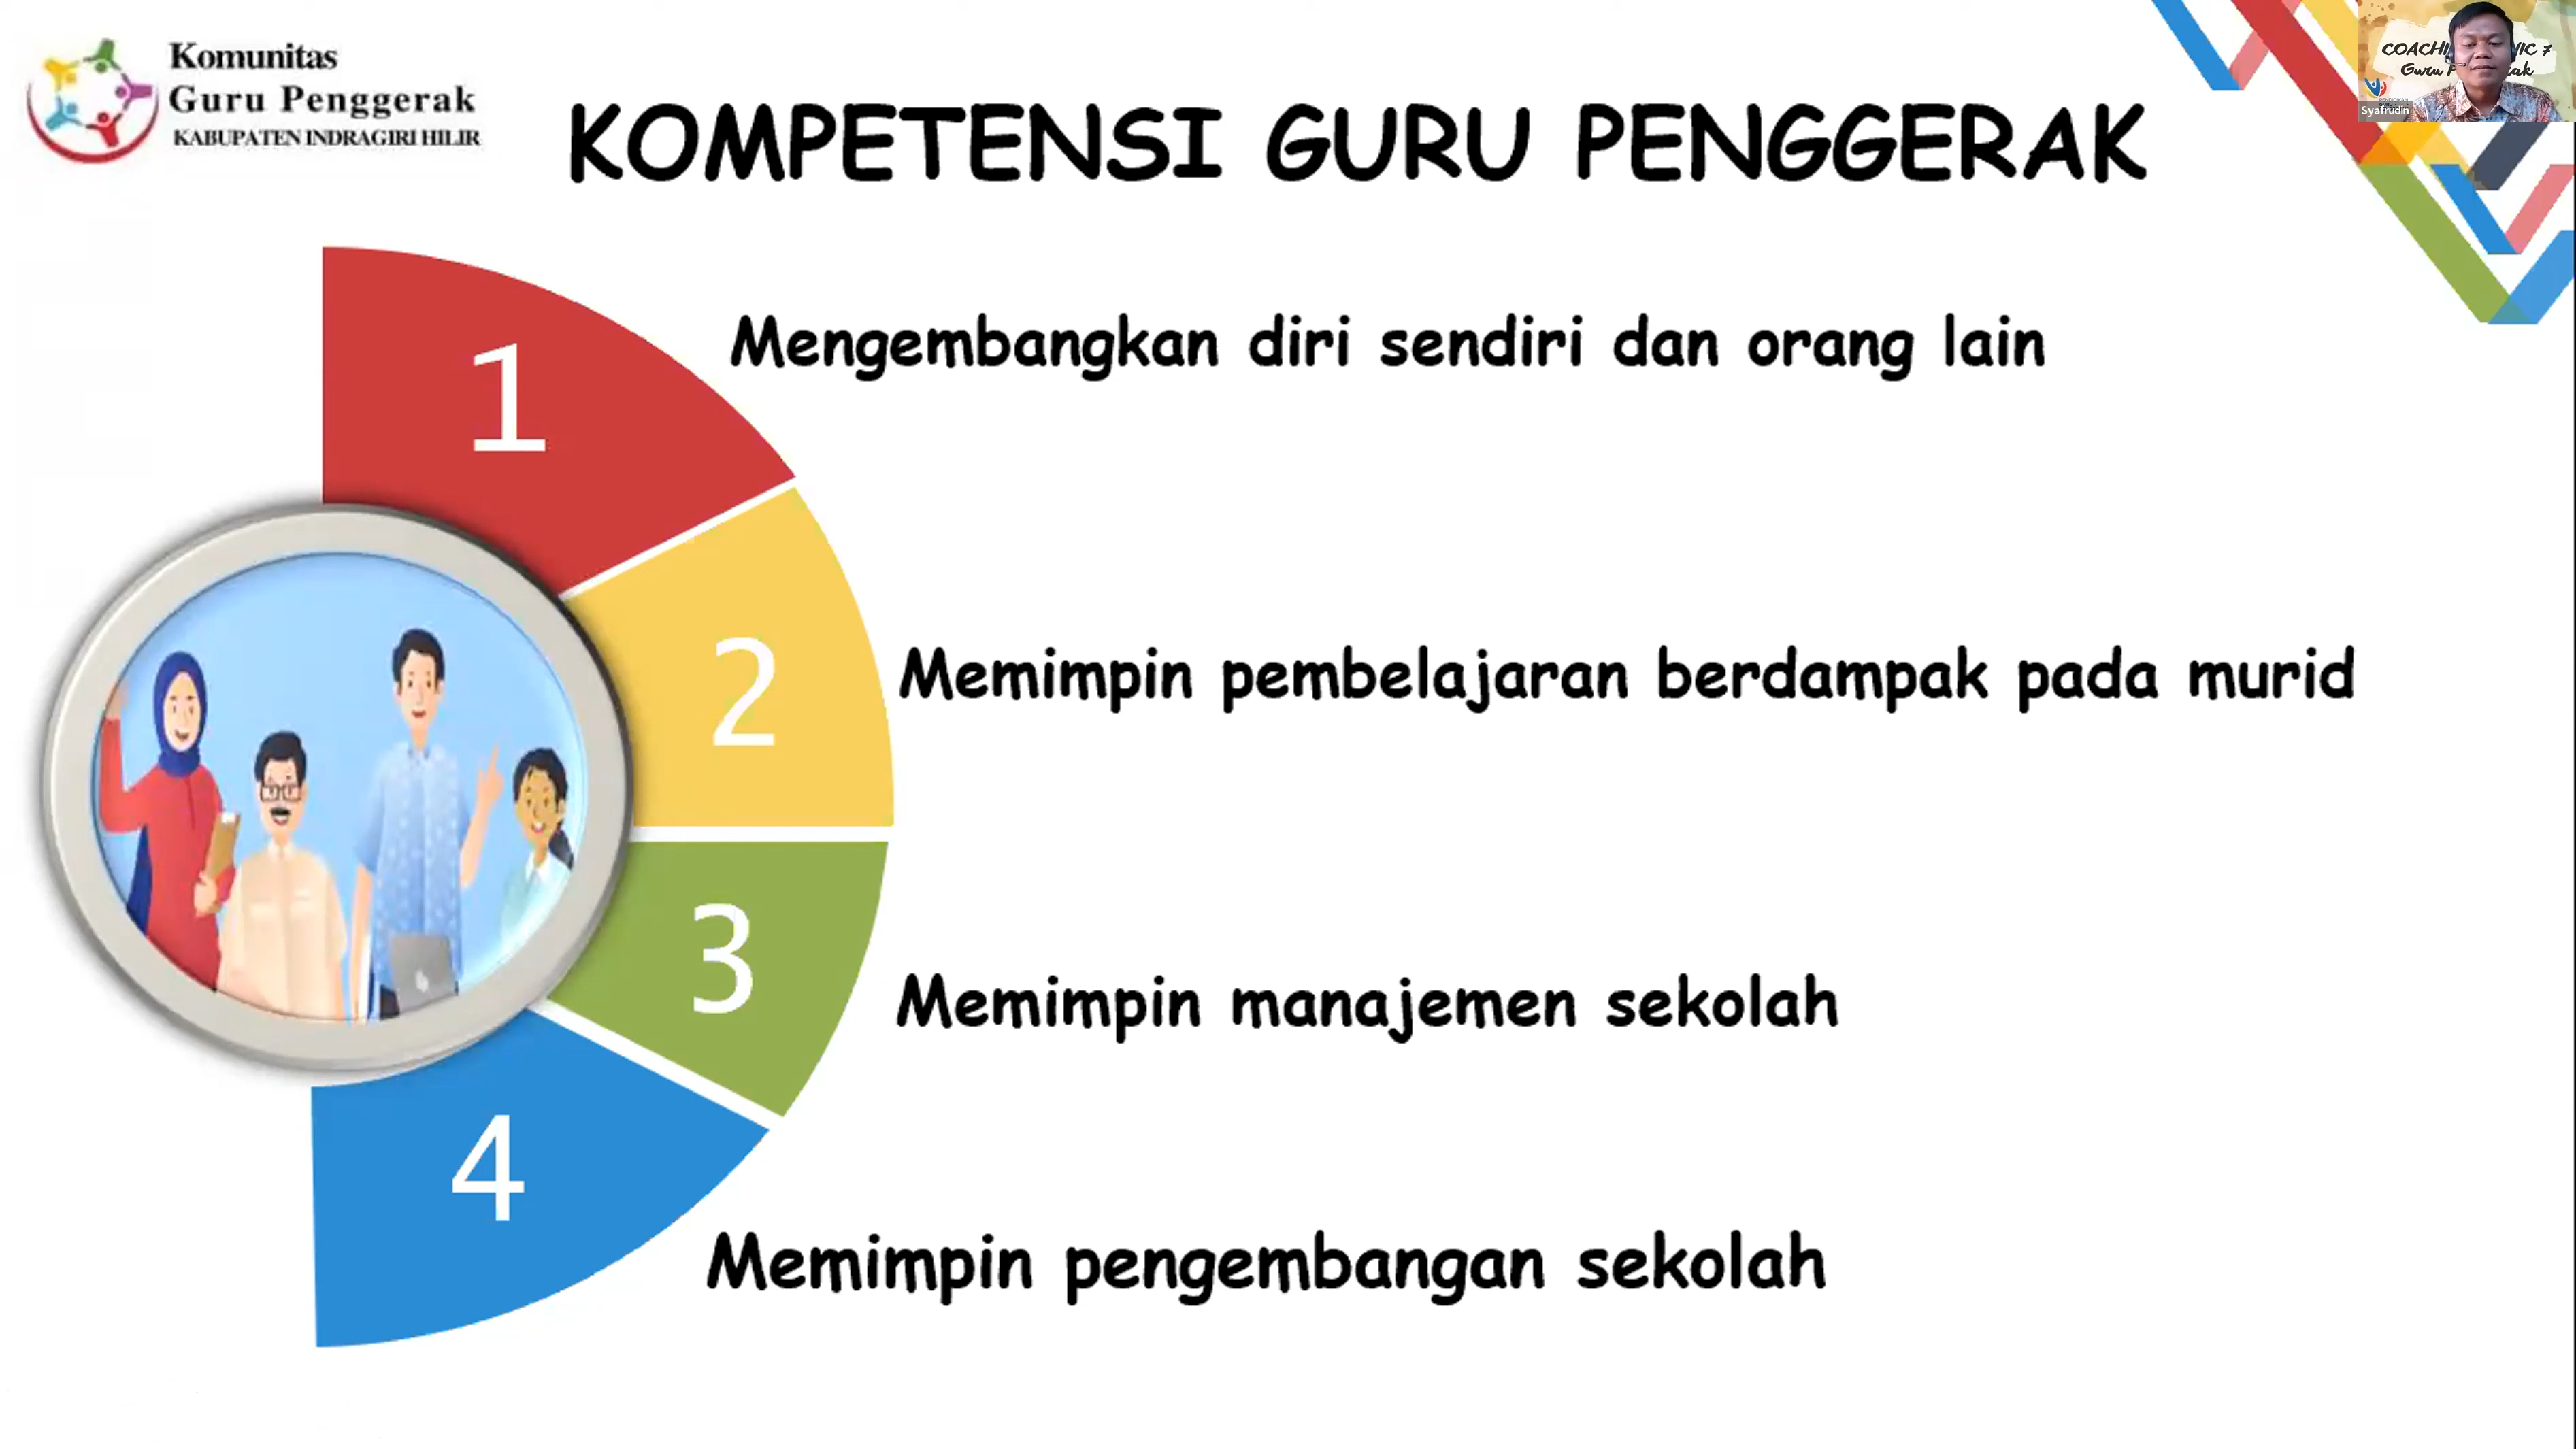 Komunitas
Guru Penggerak
KABUPATEN INDRAGIRI HILIR
KOMPETENSI GURU PENGGERAK
Syafrudin
1
Mengembangkan diri sendiri dan orang lain
2
Memimpin pembelajaran berdampak pada murid
3
Memimpin manajemen sekolah
4
Memimpin pengembangan sekolah